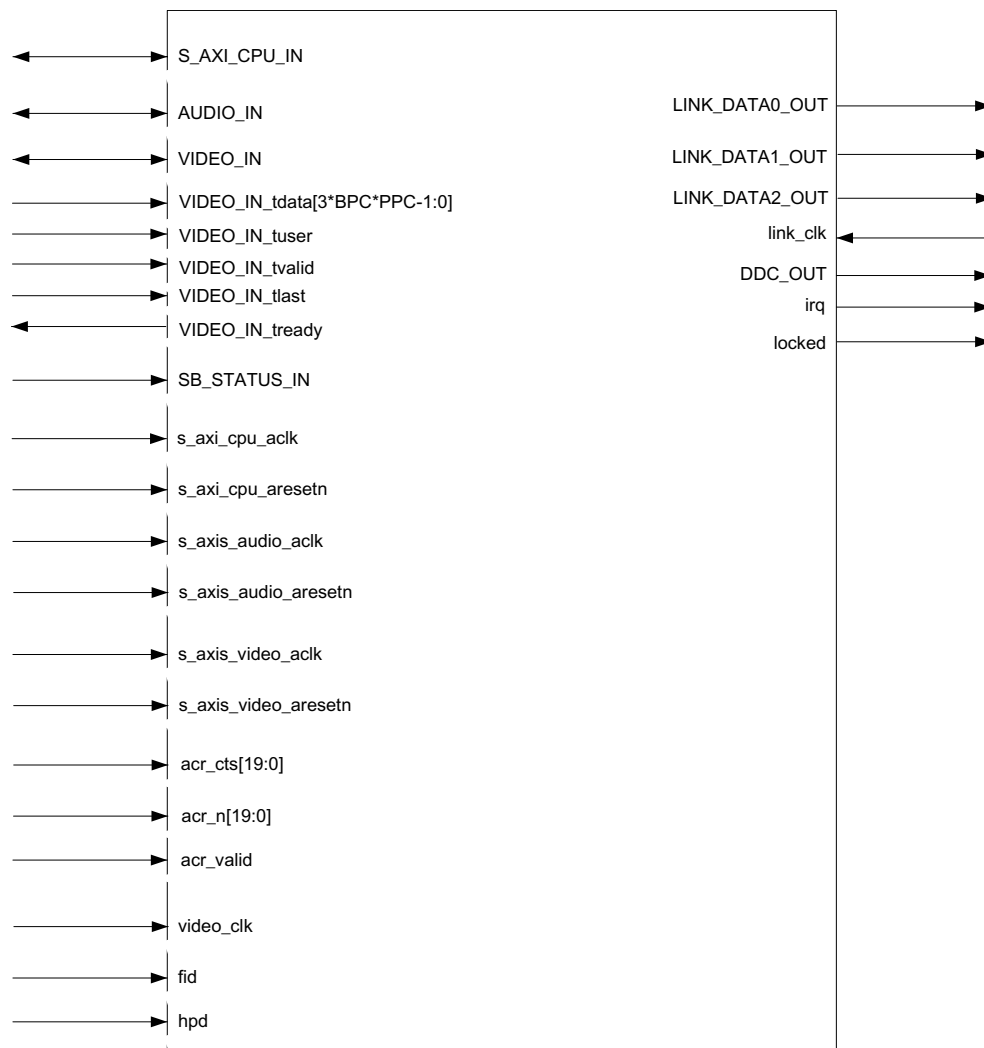 S_AXI_CPU_IN
AUDIO_IN
VIDEO_IN
VIDEO_IN_tdata[3*BPC*PPC-1:0]
VIDEO_IN_tuser
VIDEO_IN_tvalid
VIDEO_IN_tlast
VIDEO_IN_tready
SB_STATUS_IN
s_axi_cpu_aclk
s_axi_cpu_aresetn
s_axis_audio_aclk
s_axis_audio_aresetn
s_axis_video_aclk
s_axis_video_aresetn
acr_cts[19:0]
acr_n[19:0]
acr_valid
video_clk
fid
hpd
LINK_DATA0_OUT
LINK_DATA1_OUT
LINK_DATA2_OUT
link_clk
DDC_OUT
irq
locked